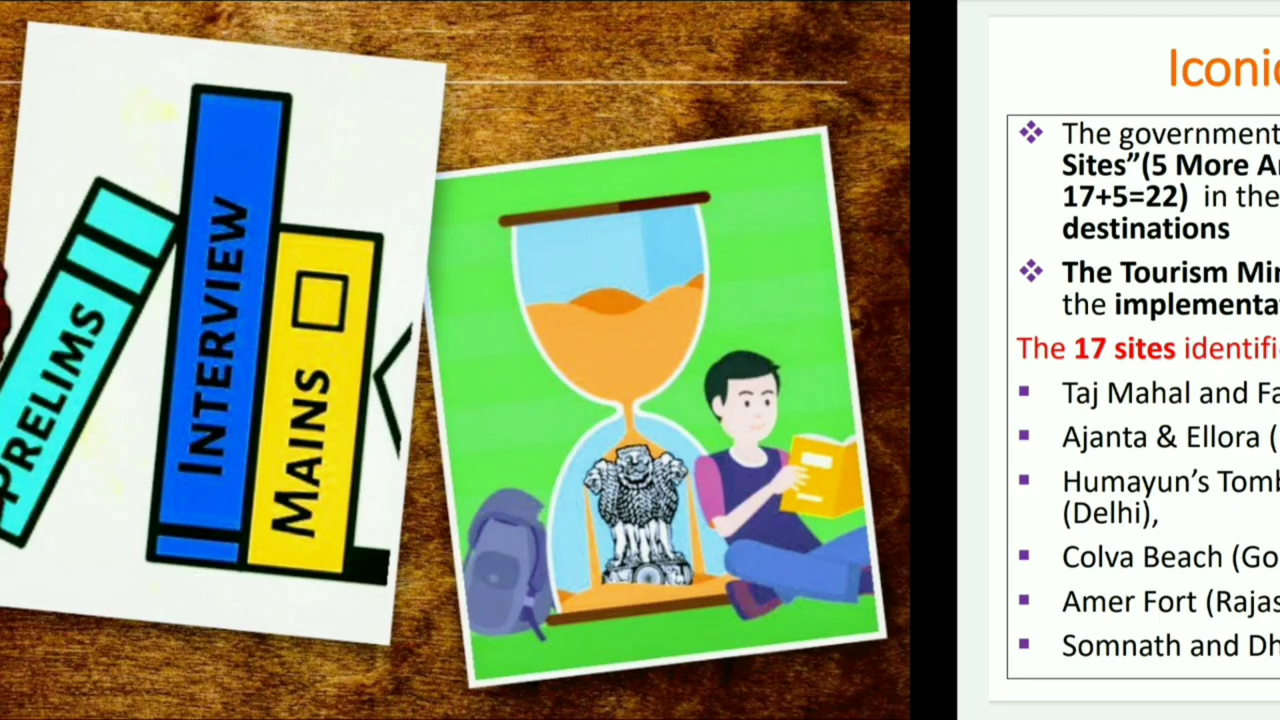 PRELIMS
INTERVIEW
MAINS
Iconi
The government
Sites”(5 More A
17+5=22) in the
destinations
The Tourism Mi
the implementa
The 17 sites identifi
Taj Mahal and Fa
Ajanta & Ellora (
Humayun’s Tomb
(Delhi),
Colva Beach (Go
Amer Fort (Rajas
Somnath and Dh